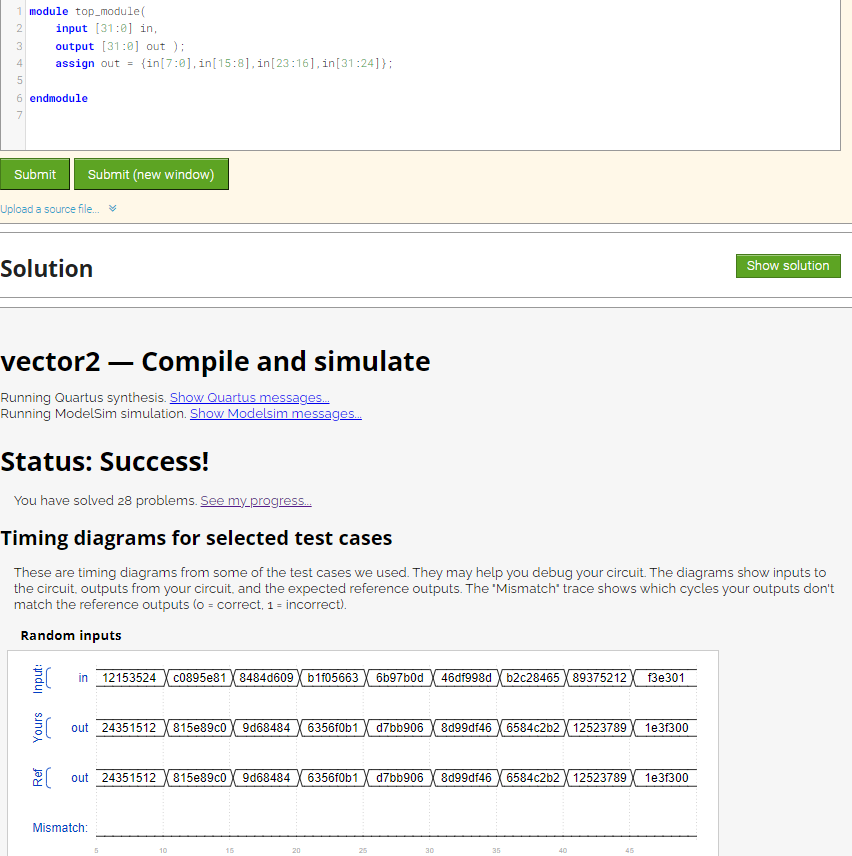 1 module top_module(
2 input [31:0] in,
3 output [31:0] out );
4 assign out = {in[7:0],in[15:8],in[23:16],in[31:24]};
5
6 endmodule
7
Submit Submit (new window)
Upload a source file...
Solution Show solution
vector2 — Compile and simulate
Running Quartus synthesis. Show Quartus messages...
Running ModelSim simulation. Show Modelsim messages...
Status: Success!
You have solved 28 problems. See my progress...
Timing diagrams for selected test cases
These are timing diagrams from some of the test cases we used. They may help you debug your circuit. The diagrams show inputs to
the circuit, outputs from your circuit, and the expected reference outputs. The "Mismatch" trace shows which cycles your outputs don't
match the reference outputs (0 = correct, 1 = incorrect).
Random inputs
Inputs in 12153524 c0895e81 8484d609 b1f05663 6b97b0d 46df998d b2c28465 89375212 f3e301
Yours out 24351512 815e89c0 9d68484 6356f0b1 d7bb906 8d99df46 6584c2b2 12523789 1e3f300
Ref out 24351512 815e89c0 9d68484 6356f0b1 d7bb906 8d99df46 6584c2b2 12523789 1e3f300
Mismatch:
5 10 15 20 25 30 35 40 45